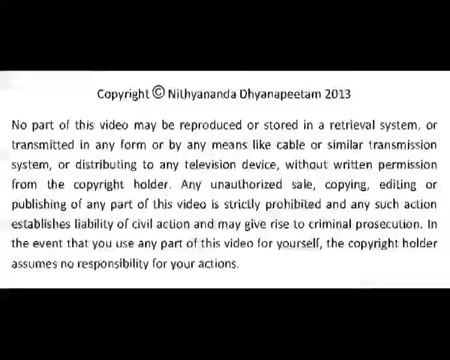 Copyright © Nithyananda Dhyanapeetam 2013
No part of this video may be reproduced or stored in a retrieval system, or
transmitted in any form or by any means like cable or similar transmission
system, or distributing to any television device, without written permission
from the copyright holder. Any unauthorized sale, copying, editing or
publishing of any part of this video is strictly prohibited and any such action
establishes liability of civil action and may give rise to criminal prosecution. In
the event that you use any part of this video for yourself, the copyright holder
assumes no responsibility for your actions.